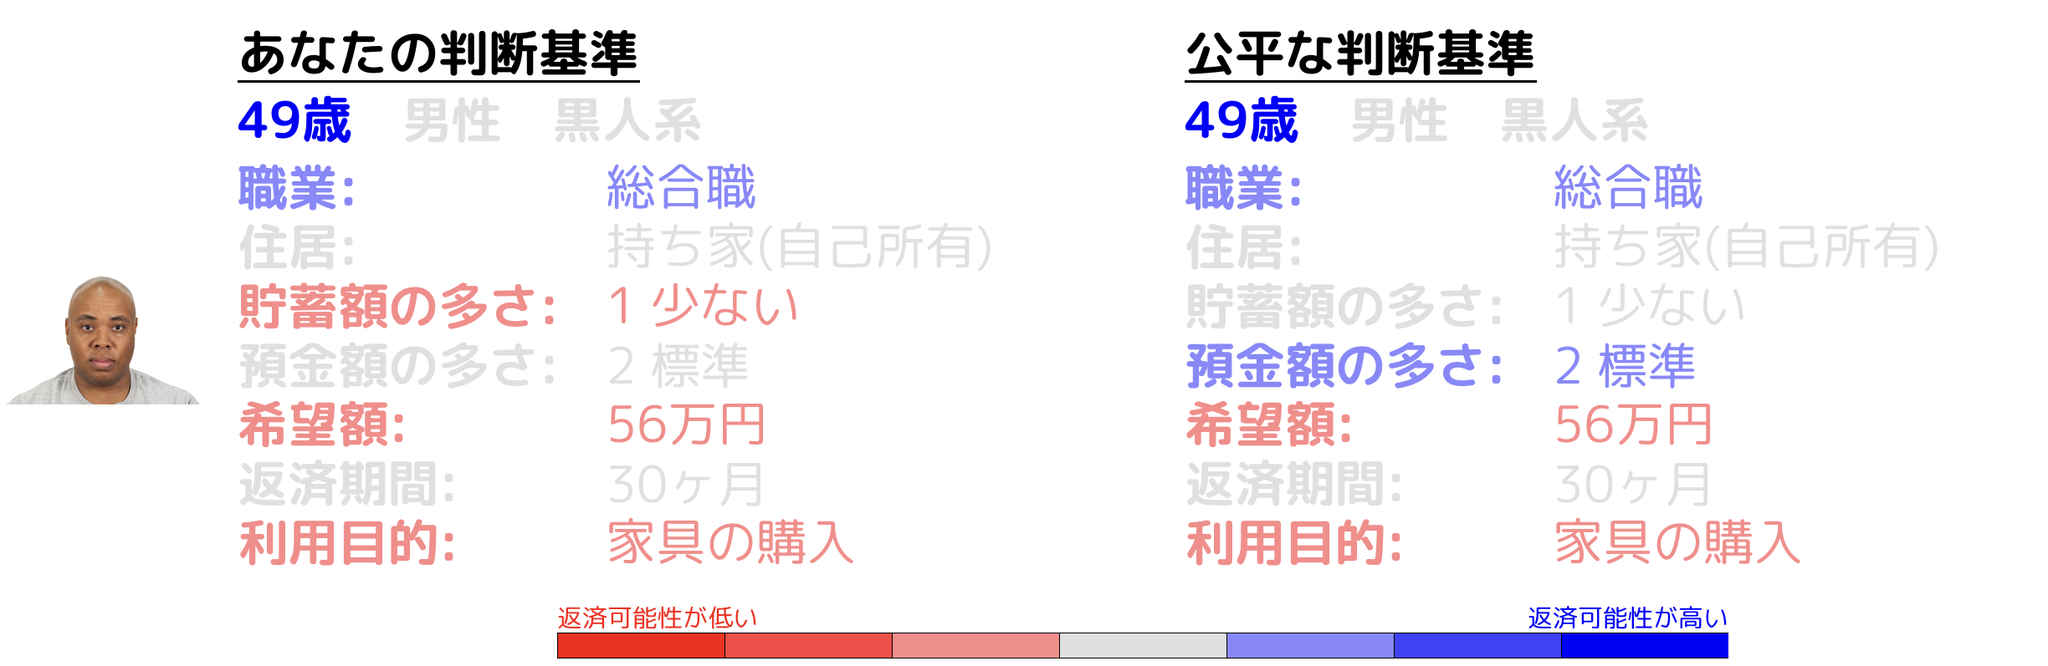 あなたの判断基準
49歳 男性 黒人系
職業: 総合職
住居: 持ち家(自己所有)
貯蓄額の多さ: 1 少ない
預金額の多さ: 2 標準
希望額: 56万円
返済期間: 30ヶ月
利用目的: 家具の購入
公平な判断基準
49歳 男性 黒人系
職業: 総合職
住居: 持ち家(自己所有)
貯蓄額の多さ: 1 少ない
預金額の多さ: 2 標準
希望額: 56万円
返済期間: 30ヶ月
利用目的: 家具の購入
返済可能性が低い
返済可能性が高い